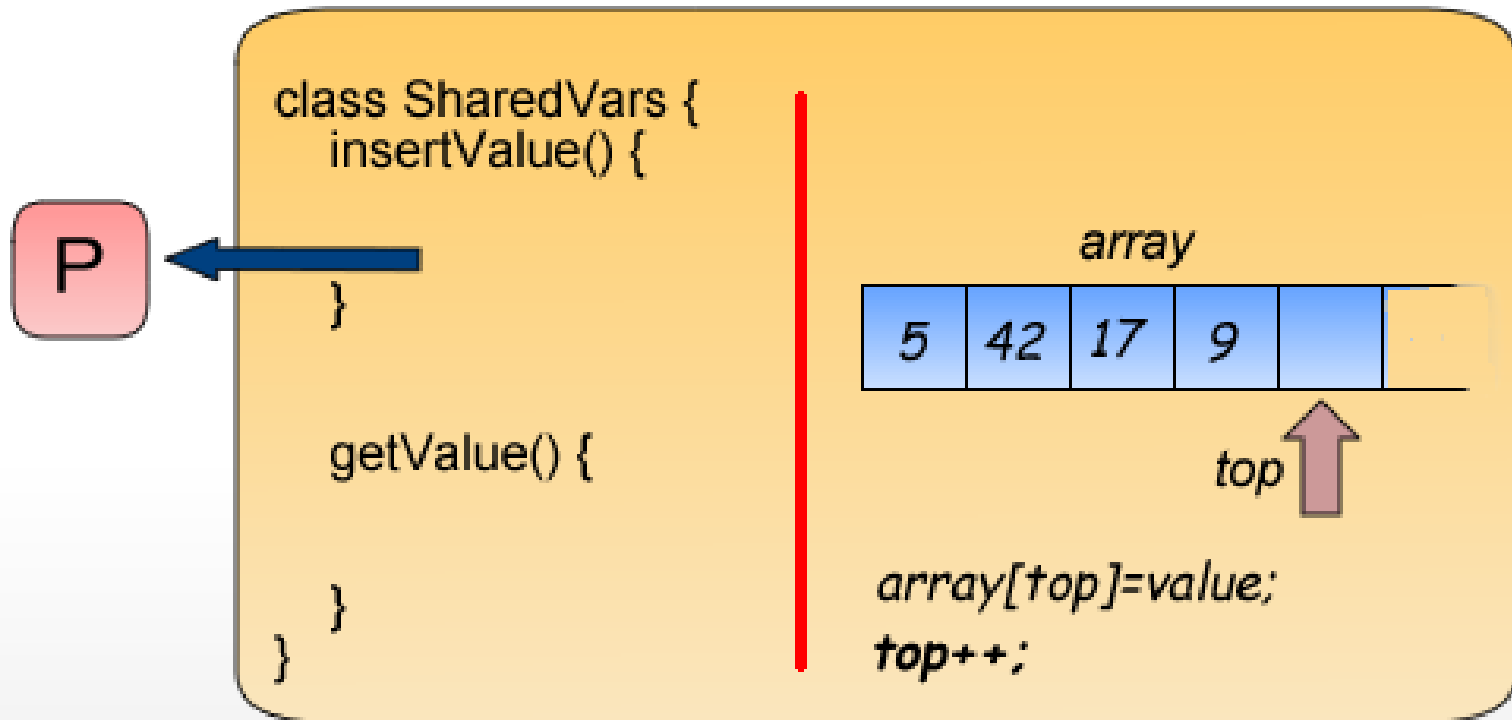 P
class SharedVars {
insertValue() {
}
getValue() {
}
}
array
5 42 17 9
top
array[top]=value;
top++;